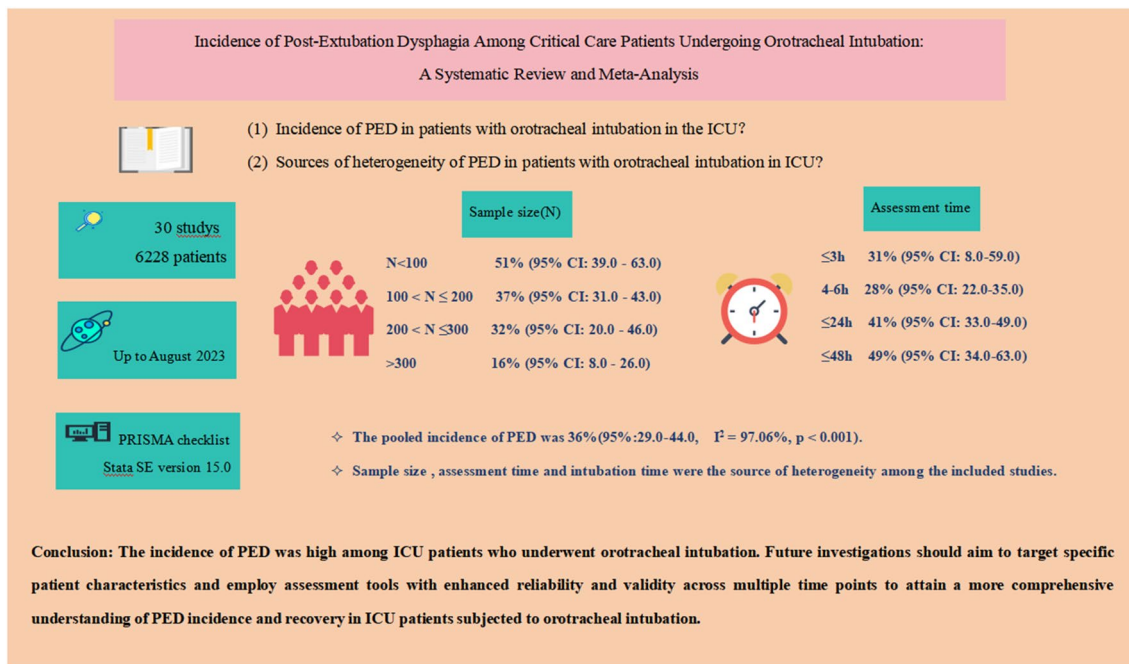 Incidence of Post-Extubation Dysphagia Among Critical Care Patients Undergoing Orotracheal Intubation:
A Systematic Review and Meta-Analysis
(1) Incidence of PED in patients with orotracheal intubation in the ICU?
(2) Sources of heterogeneity of PED in patients with orotracheal intubation in ICU?
30 studys
6228 patients
Up to August 2023
PRISMA checklist
Stata SE version 15.0
Sample size(N)
N<100 51% (95% CI: 39.0 - 63.0)
100 < N ≤ 200 37% (95% CI: 31.0 - 43.0)
200 < N ≤300 32% (95% CI: 20.0 - 46.0)
>300 16% (95% CI: 8.0 - 26.0)
Assessment time
≤3h 31% (95% CI: 8.0-59.0)
4-6h 28% (95% CI: 22.0-35.0)
≤24h 41% (95% CI: 33.0-49.0)
≤48h 49% (95% CI: 34.0-63.0)
✧ The pooled incidence of PED was 36%(95%:29.0-44.0, I² = 97.06%, p < 0.001).
✧ Sample size , assessment time and intubation time were the source of heterogeneity among the included studies.
Conclusion: The incidence of PED was high among ICU patients who underwent orotracheal intubation. Future investigations should aim to target specific
patient characteristics and employ assessment tools with enhanced reliability and validity across multiple time points to attain a more comprehensive
understanding of PED incidence and recovery in ICU patients subjected to orotracheal intubation.